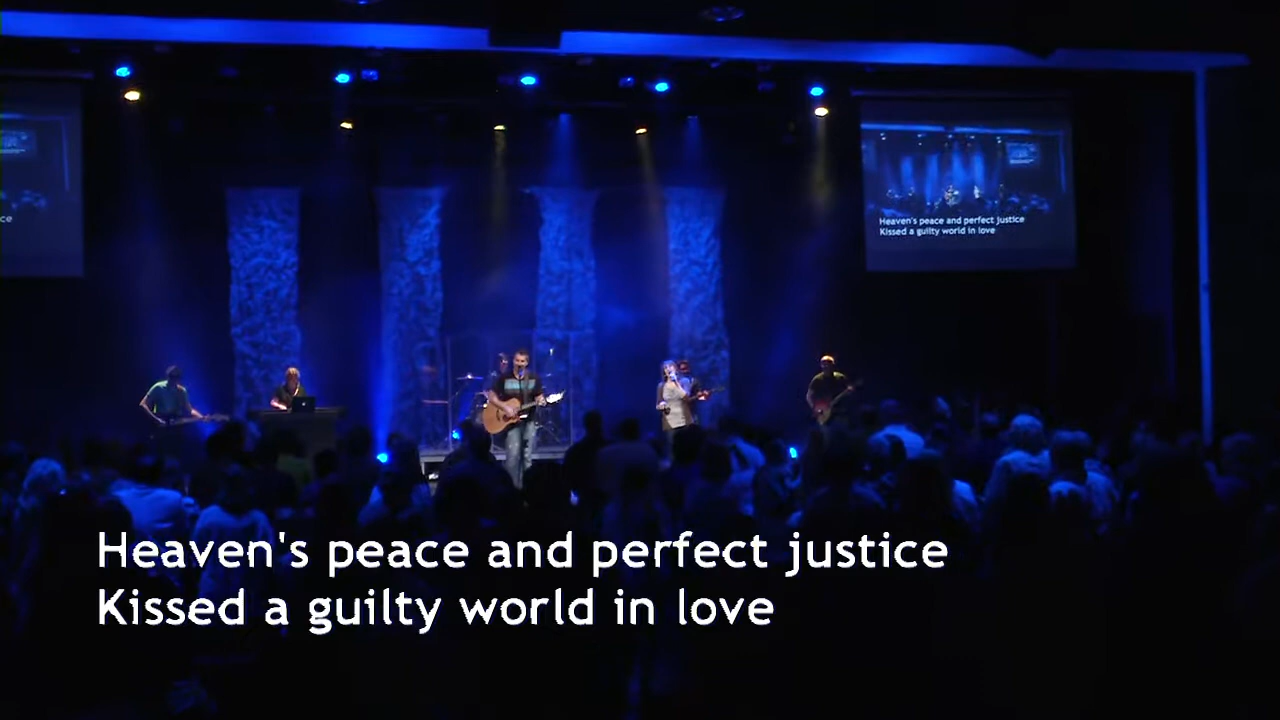 ce
Heaven's peace and perfect justice
Kissed a guilty world in love
Heaven's peace and perfect justice
Kissed a guilty world in love